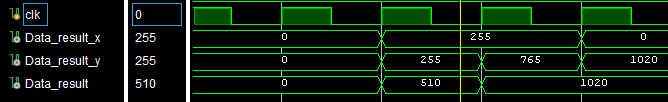 clk 0
Data_result_x 255 0 255 0
Data_result_y 255 0 255 765 1020
Data_result 510 0 510 1020